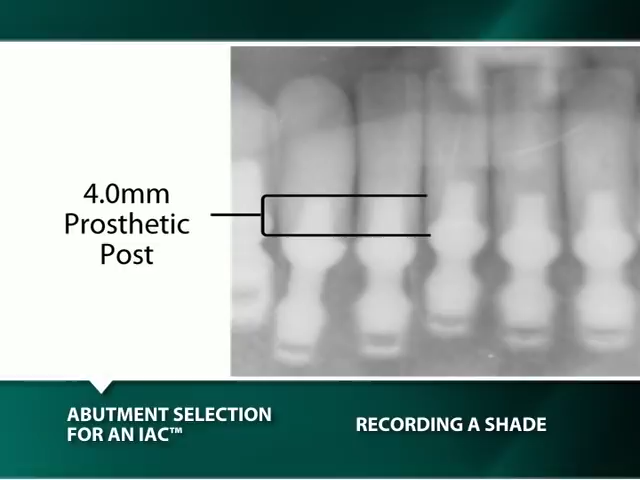 4.0mm
Prosthetic
Post
ABUTMENT SELECTION
FOR AN IAC™
RECORDING A SHADE